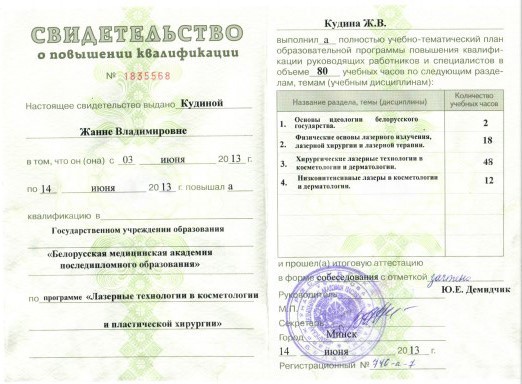 СВИДЕТЕЛЬСТВО
о повышении квалификации
№ 1835568
Настоящее свидетельство выдано Кудиной
Жанне Владимировне
в том, что он (она) с 03 июня 2013 г.
по 14 июня 2013 г. повышал а
квалификацию в
Государственном учреждении образования
«Белорусская медицинская академия
последипломного образования»
по программе «Лазерные технологии в косметологии
и пластической хирургии»
Кудина Ж.В.
выполнил а полностью учебно-тематический план
образовательной программы повышения квалифи-
кации руководящих работников и специалистов в
объеме 80 учебных часов по следующим разде-
лам, темам (учебным дисциплинам):
Название раздела, темы (дисциплины) Количество
учебных часов
1. Основы идеологии белорусского
государства. 2
2. Физические основы лазерного излучения,
лазерной хирургии и лазерной терапии. 18
3. Хирургические лазерные технологии в
косметологии и дерматологии. 48
4. Низкоинтенсивные лазеры в косметологии
и дерматологии. 12
и прошел(а) итоговую аттестацию
в форме собеседования с отметкой зачтено
Руководитель Ю.Е. Демидчик
М.П.
Секретарь
Город Минск
14 июня 2013 г.
Регистрационный №